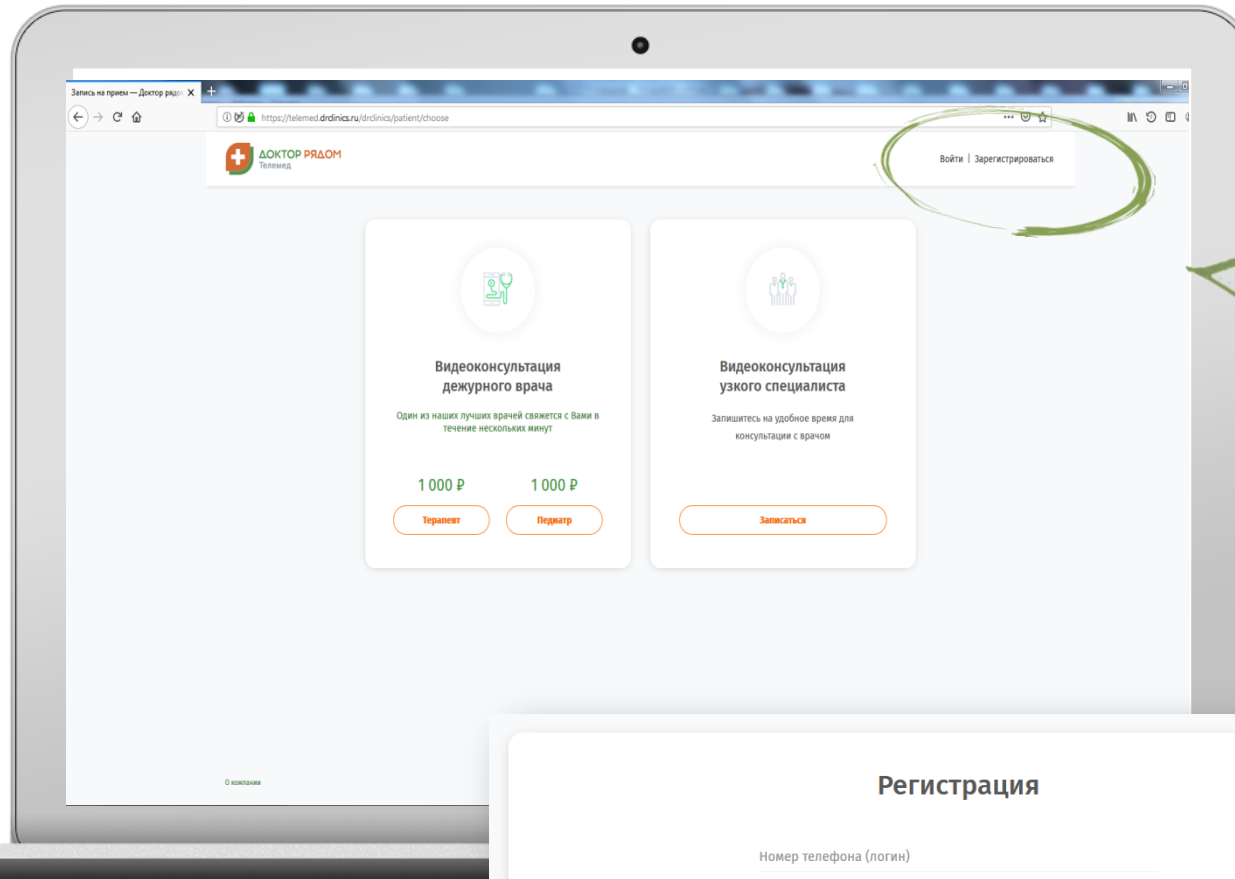 Запись на прием — Доктор рядо
https://telemed.drclinics.ru/drclinics/patient/choose
ДОКТОР РЯДОМ
Телемед
Войти | Зарегистрироваться
Видеоконсультация
дежурного врача
Один из наших лучших врачей свяжется с Вами в
течение нескольких минут
1 000 ₽ 1 000 ₽
Терапевт Педиатр
Видеоконсультация
узкого специалиста
Запишитесь на удобное время для
консультации с врачом
Записаться
О компании
Регистрация
Номер телефона (логин)